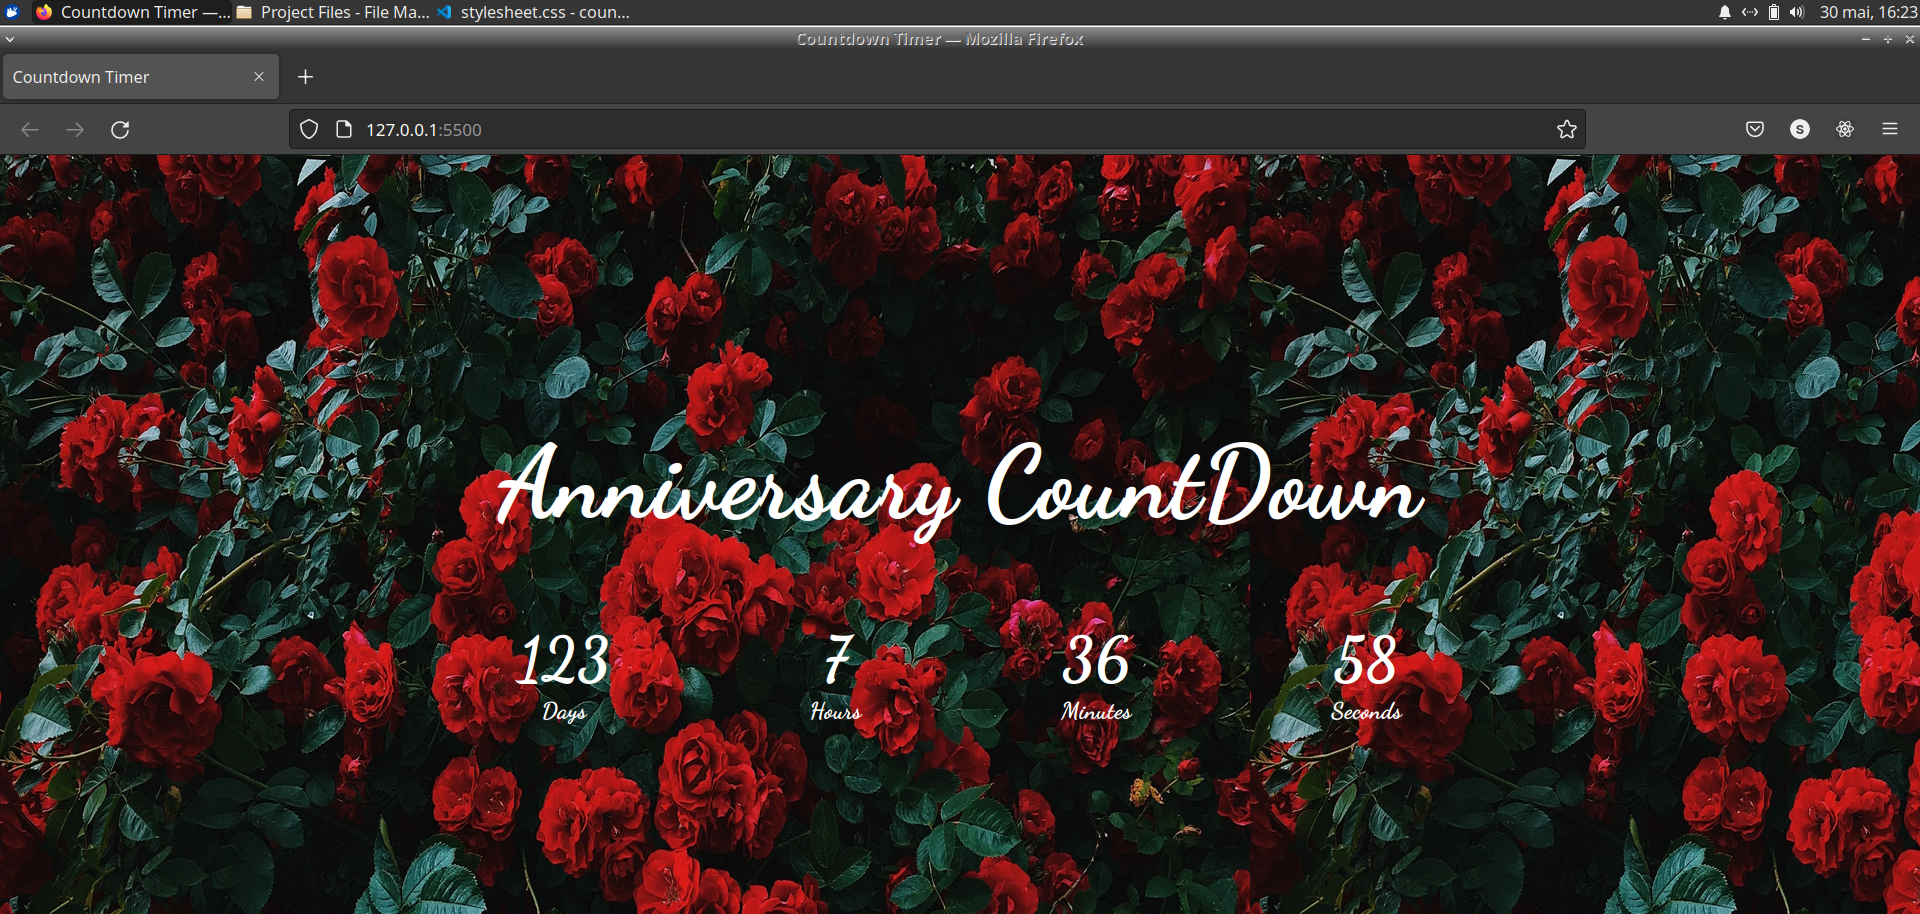 Countdown Timer —... Project Files - File Ma... stylesheet.css - coun... 30 mai, 16:23
Countdown Timer — Mozilla Firefox
Countdown Timer
127.0.0.1:5500 S
Anniversary CountDown
123 7 36 58
Days Hours Minutes Seconds